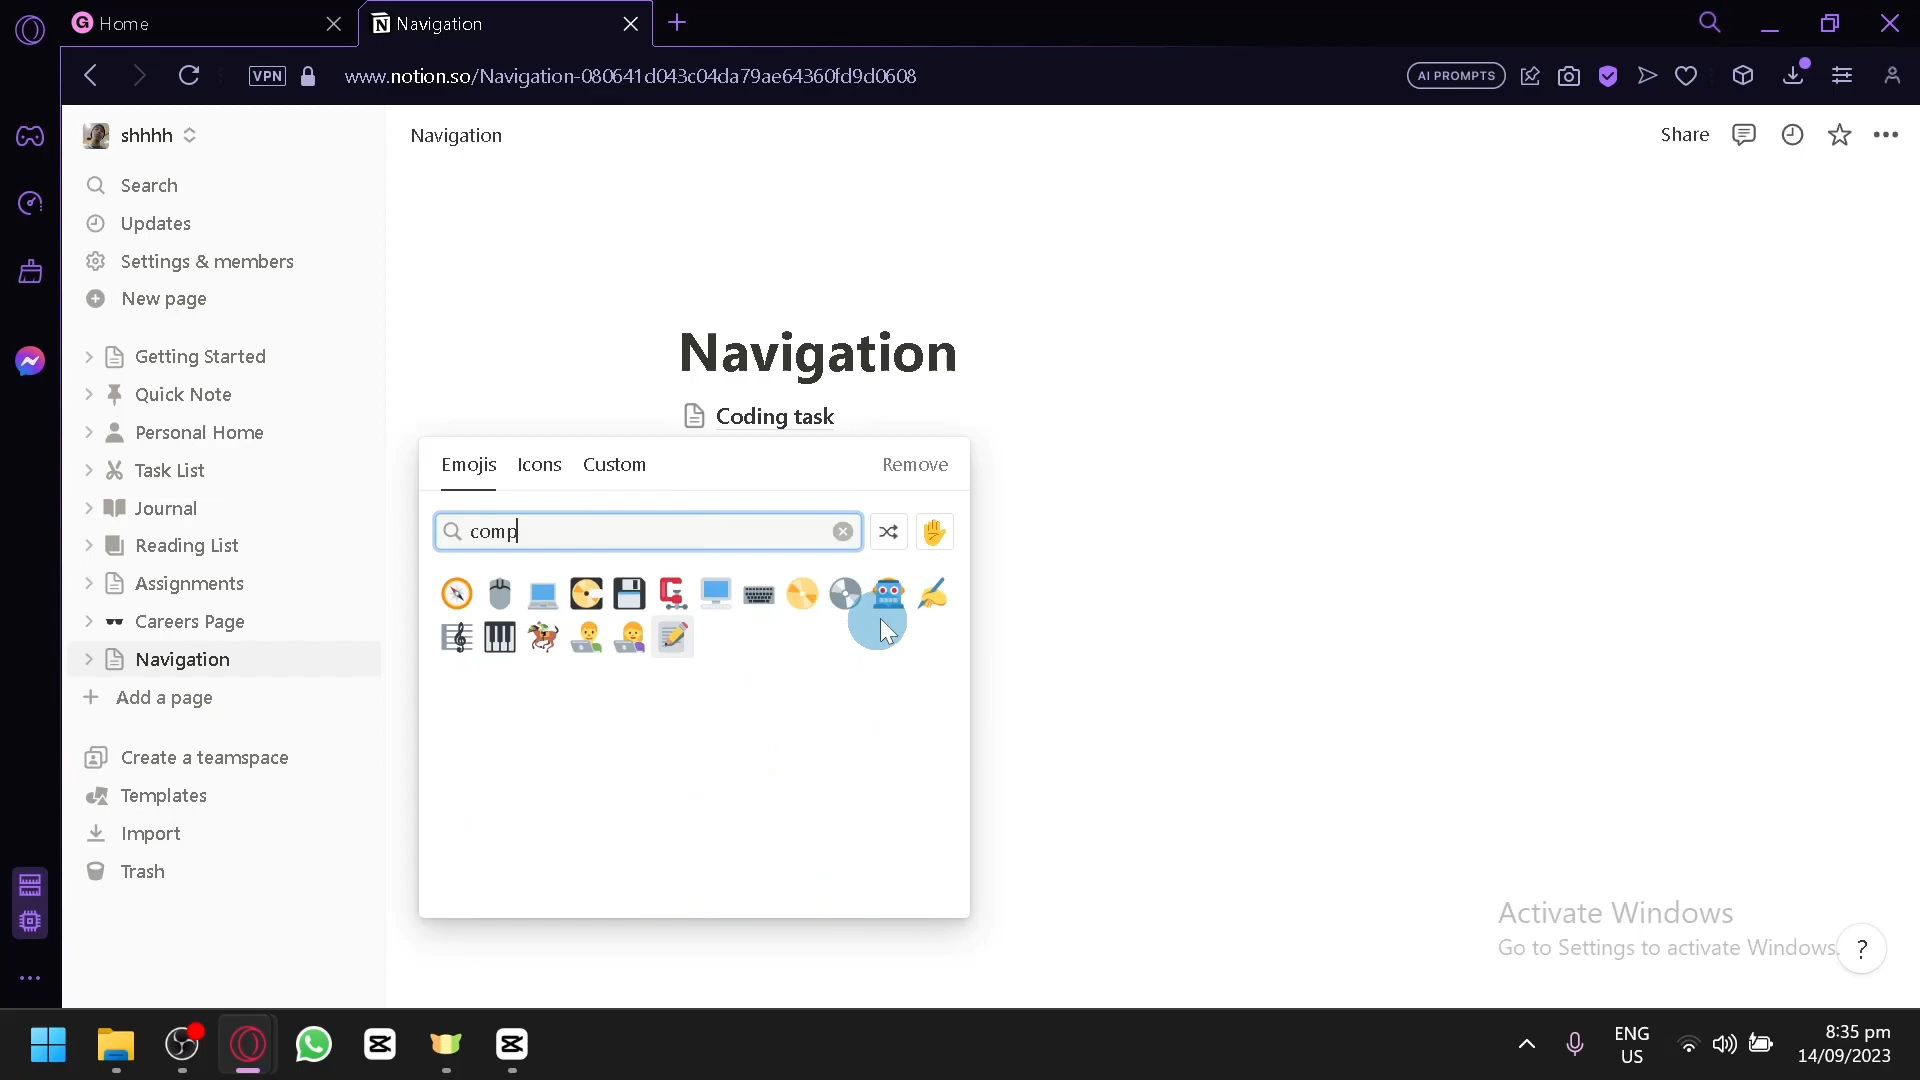 Home
Navigation
VPN
www.notion.so/Navigation-080641d043c04da79ae64360fd9d0608
AI PROMPTS
shhhh
Navigation
Share
Search
Updates
Settings & members
New page
Getting Started
Quick Note
Personal Home
Task List
Journal
Reading List
Assignments
Careers Page
Navigation
Add a page
Create a teamspace
Templates
Import
Trash
Navigation
Coding task
Emojis Icons Custom Remove
comp
Activate Windows
Go to Settings to activate Windows.
?
ENG
US
8:35 pm
14/09/2023